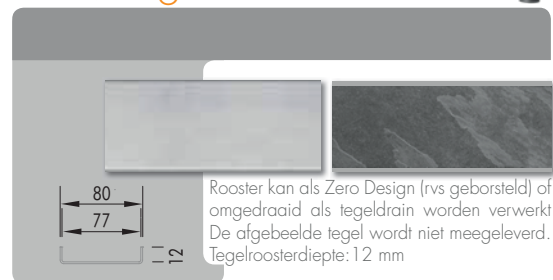 80
77
12
Rooster kan als Zero Design (rvs geborsteld) of
omgedraaid als tegeldrain worden verwerkt
De afgebeelde tegel wordt niet meegeleverd.
Tegelroosterdiepte: 12 mm